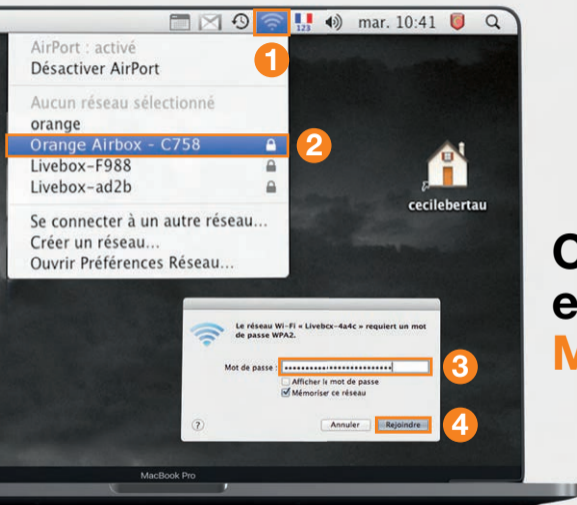 123 mar. 10:41
AirPort : activé
Désactiver AirPort
1
Aucun réseau sélectionné
orange
Orange Airbox - C758
2
Livebox-F988
Livebox-ad2b
Se connecter à un autre réseau...
Créer un réseau...
Ouvrir Préférences Réseau...
cecilebertau
Le réseau Wi-Fi « Livebox-4a4c » requiert un mot
de passe WPA2.
Mot de passe :
3
Afficher le mot de passe
Mémoriser ce réseau
?
Annuler
Rejoindre
4
MacBook Pro
C
e
M